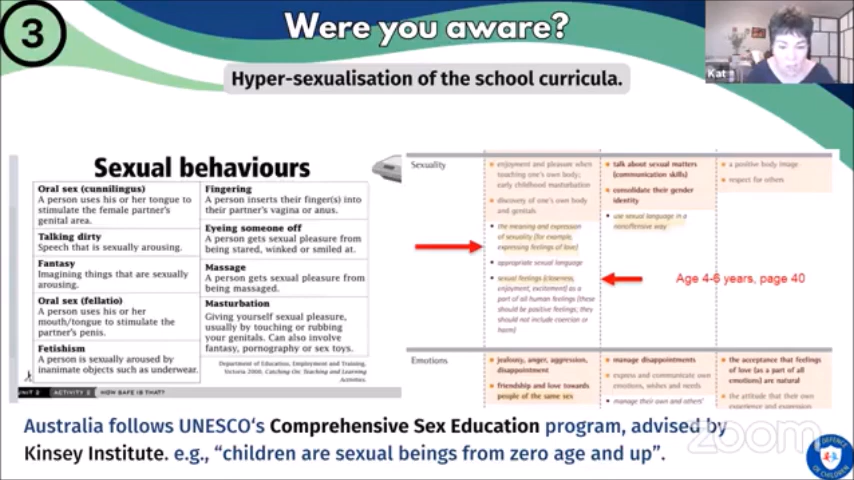 3
Were you aware?
Kat
Hyper-sexualisation of the school curricula.
Sexual behaviours
Oral sex (cunnilingus)
A person uses his or her tongue to
stimulate the female partner's
genital area.
Talking dirty
Speech that is sexually arousing.
Fantasy
Imagining things that are sexually
arousing.
Oral sex (fellatio)
A person uses his or her
mouth/tongue to stimulate the
partner's penis.
Fetishism
A person is sexually aroused by
inanimate objects such as underwear.
Fingering
A person inserts their finger(s) into
their partner's vagina or anus.
Eyeing someone off
A person gets sexual pleasure from
being stared, winked or smiled at.
Massage
A person gets sexual pleasure from
being massaged.
Masturbation
Giving yourself sexual pleasure,
usually by touching or rubbing
your genitals. Can also involve
fantasy, pornography or sex toys.
Department of Education, Employment and Training,
Victoria 2000. Catching On: Teaching and Learning
Activities.
UNIT 2 ACTIVITY 2 HOW SAFE IS THAT?
Sexuality
enjoyment and pleasure when
touching one's own body;
early childhood masturbation
discovery of one's own body
and genitals
the meaning and expression
of sexuality (for example,
expressing feelings of love)
appropriate sexual language
sexual feelings (closeness,
enjoyment, excitement) as a
part of all human feelings (these
should be positive feelings; they
should not include coercion or
harm)
talk about sexual matters
(communication skills)
consolidate their gender
identity
use sexual language in a
nonoffensive way
a positive body image
respect for others
Age 4-6 years, page 40
Emotions
jealousy, anger, aggression,
disappointment
friendship and love towards
people of the same sex
manage disappointments
express and communicate own
emotions, wishes and needs
manage their own and others'
the acceptance that feelings
of love (as a part of all
emotions) are natural
the attitude that their own
experience and expression
Australia follows UNESCO's Comprehensive Sex Education program, advised by
Kinsey Institute. e.g., "children are sexual beings from zero age and up".
zoom
DEFENCE
OF CHILDREN